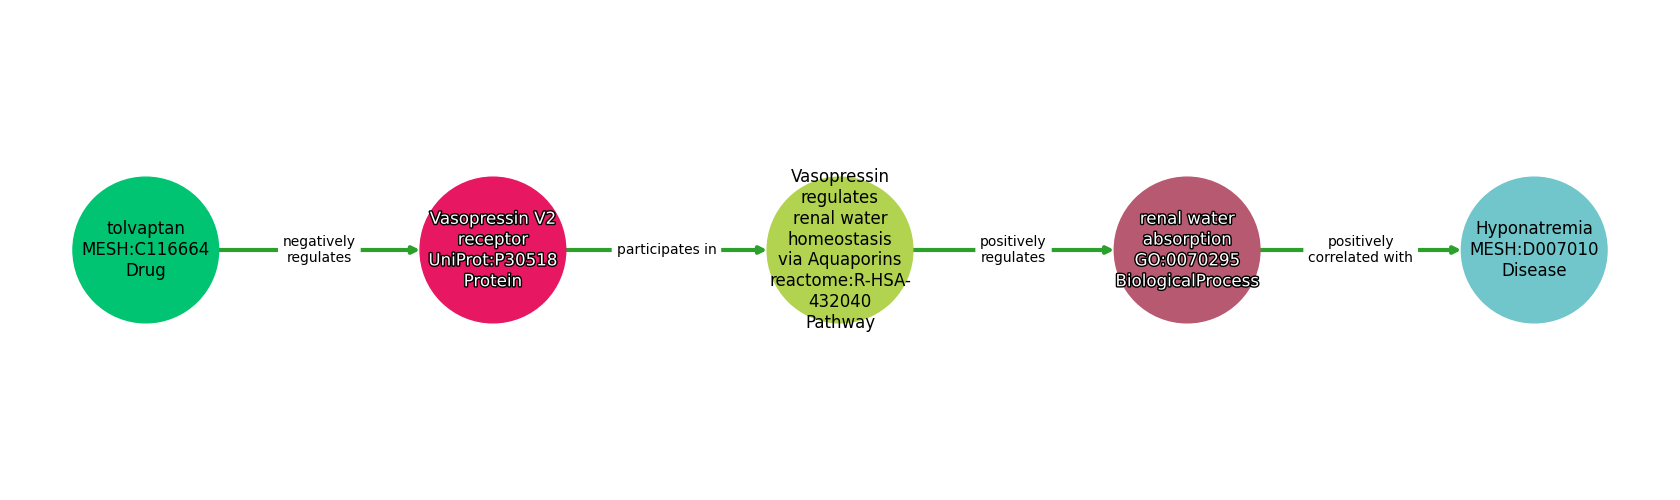 tolvaptan
MESH:C116664
Drug
negatively
regulates
Vasopressin V2
receptor
UniProt:P30518
Protein
participates in
Vasopressin
regulates
renal water
homeostasis
via Aquaporins
reactome:R-HSA-
432040
Pathway
positively
regulates
renal water
absorption
GO:0070295
BiologicalProcess
positively
correlated with
Hyponatremia
MESH:D007010
Disease